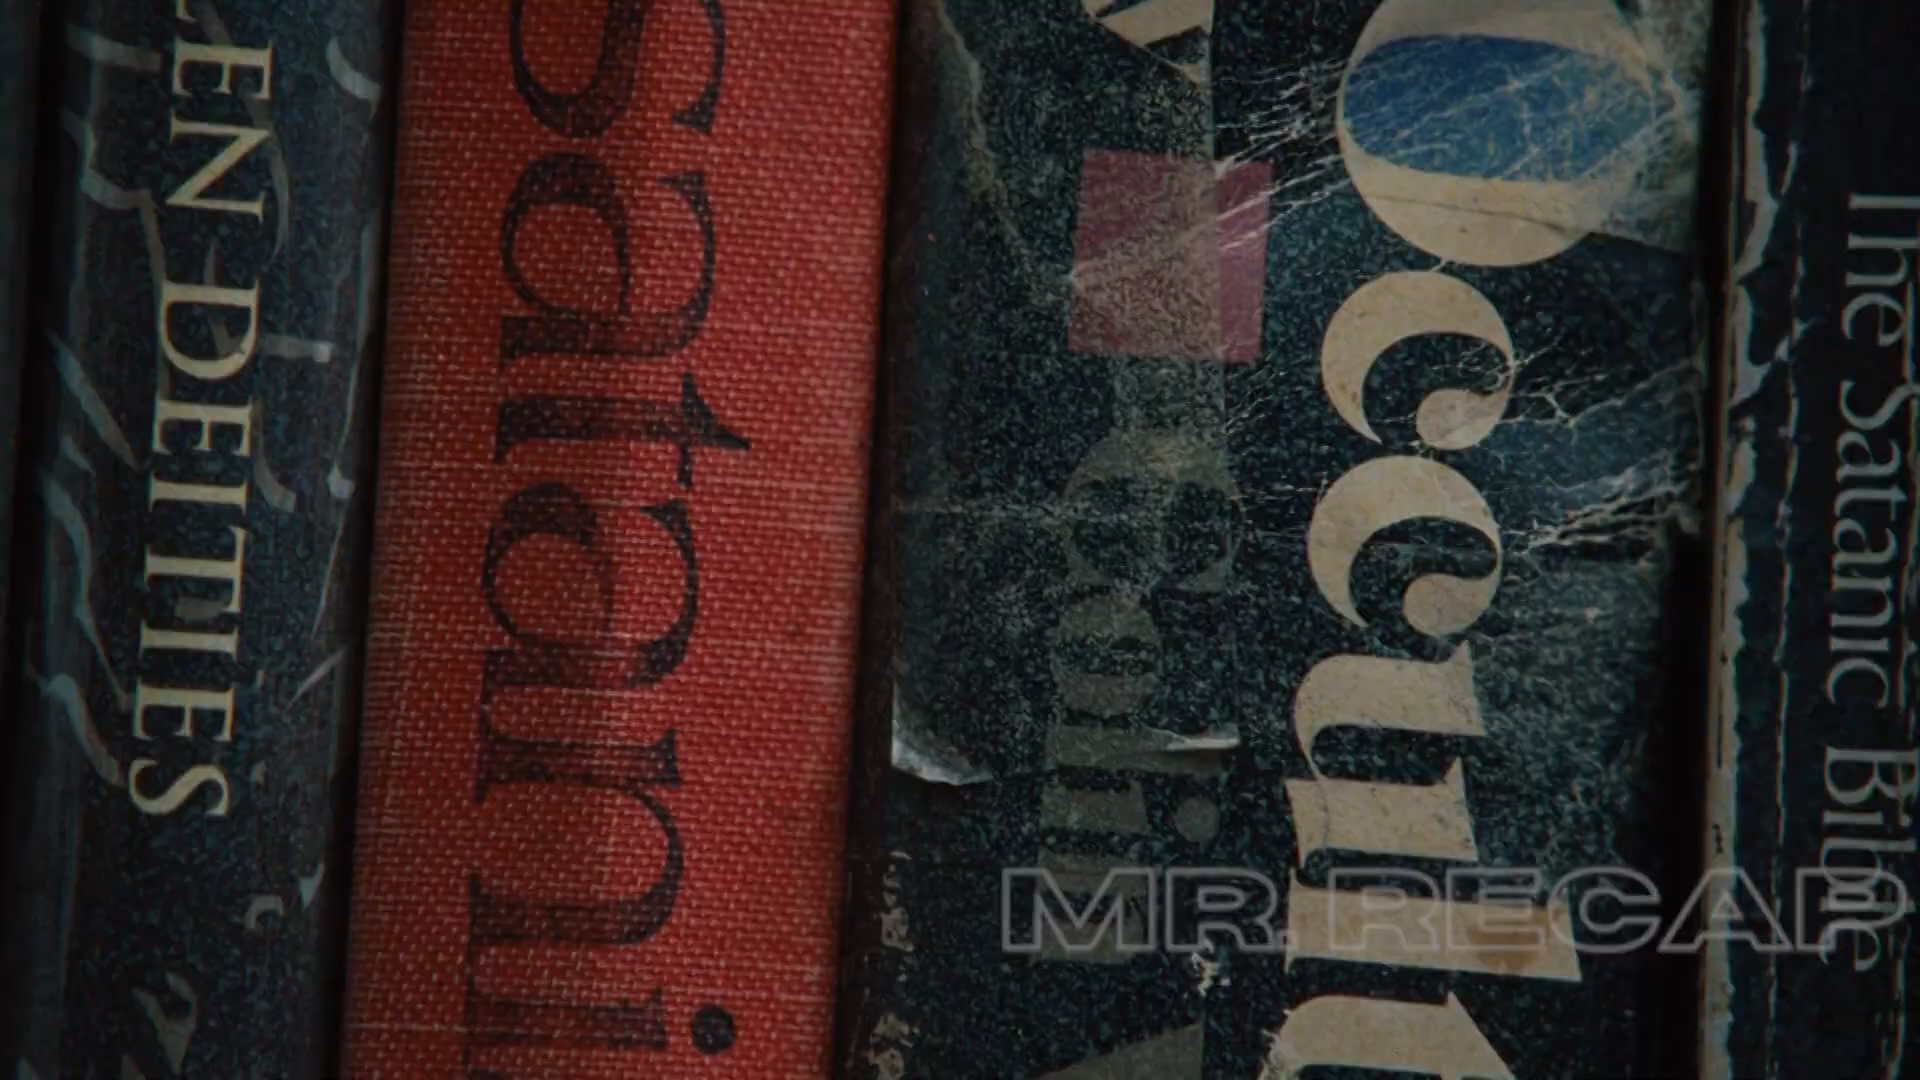 EN DEITIES
Satani
Occult
The Satanic Bible
MR. RECAP